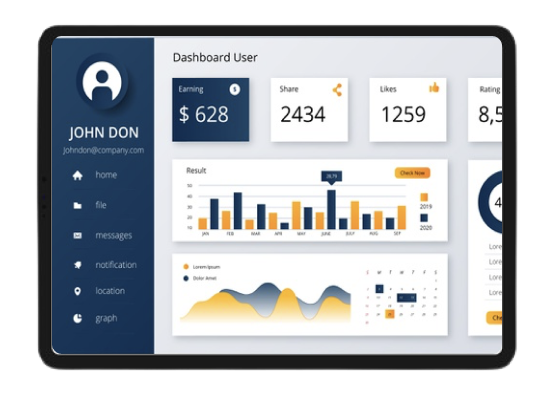 Dashboard User
JOHN DON
Johndon@company.com
home
file
messages
notification
location
graph
Earning
$
$ 628
Share
2434
Likes
1259
Rating
8,5
Result
Check Now
50
40
30
20
10
JAN FEB MAR APR MAY JUNE JULY AUG SEP
2019
2020
4
Lorem Ipsum
Dolor Amet
S M T W T F S
Lore
Lore
Lore
Lore
Che